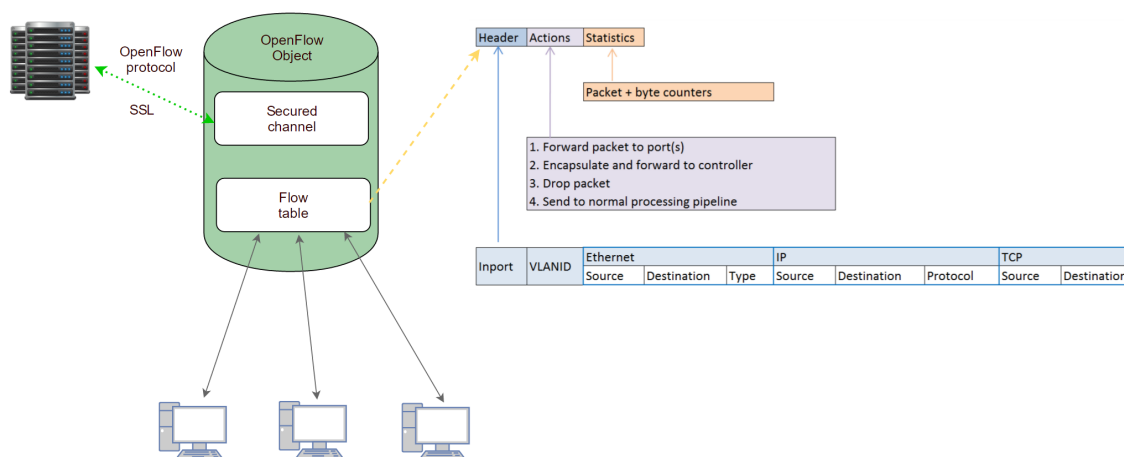 OpenFlow
protocol
SSL
OpenFlow
Object
Secured
channel
Flow
table
Header Actions Statistics
Packet + byte counters
1. Forward packet to port(s)
2. Encapsulate and forward to controller
3. Drop packet
4. Send to normal processing pipeline
Inport VLANID Ethernet IP TCP
Source Destination Type Source Destination Protocol Source Destination